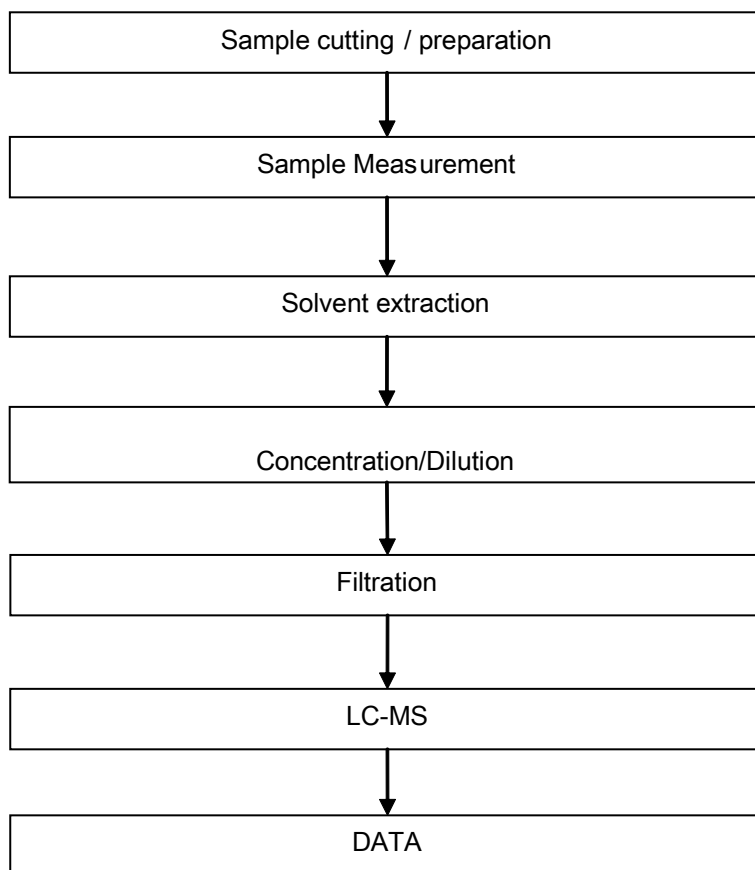 Sample cutting / preparation
Sample Measurement
Solvent extraction
Concentration/Dilution
Filtration
LC-MS
DATA